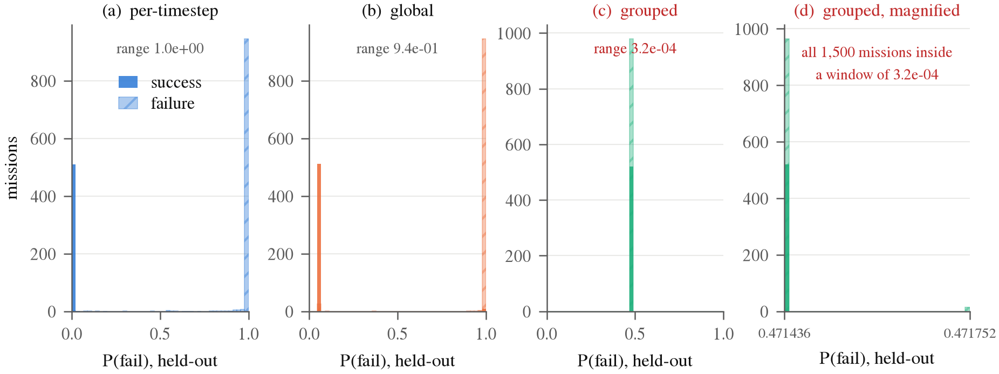 (a) per-timestep
range 1.0e+00
success
failure
missions
800
600
400
200
0
0.0
0.5
1.0
P(fail), held-out
(b) global
range 9.4e-01
800
600
400
200
0
0.0
0.5
1.0
P(fail), held-out
(c) grouped
range 3.2e-04
1000
800
600
400
200
0
0.0
0.5
1.0
P(fail), held-out
(d) grouped, magnified
all 1,500 missions inside
a window of 3.2e-04
1000
800
600
400
200
0
0.471436
0.471752
P(fail), held-out